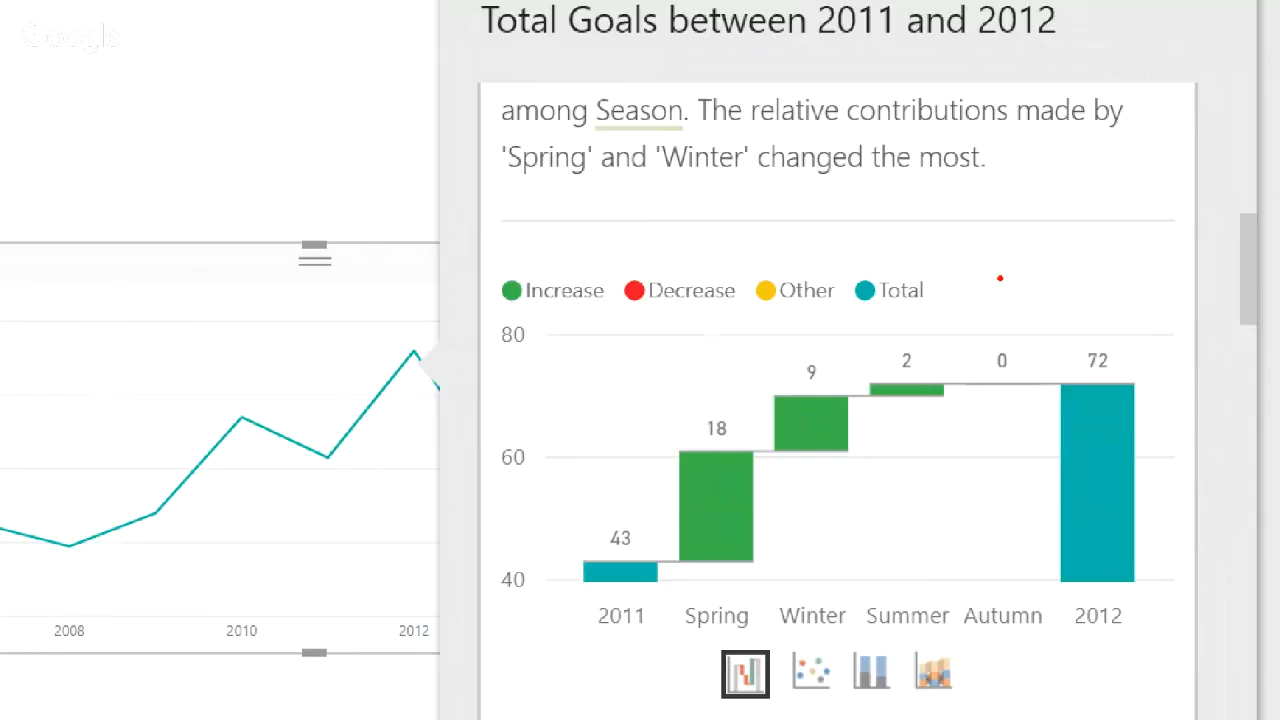 Google
Total Goals between 2011 and 2012
among Season. The relative contributions made by
'Spring' and 'Winter' changed the most.
Increase Decrease Other Total
80
60
40
43
18
9
2
0
72
2011 Spring Winter Summer Autumn 2012
2008 2010 2012